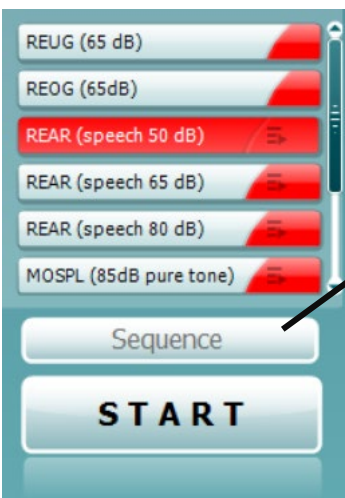 REUG (65 dB)
REOG (65dB)
REAR (speech 50 dB)
REAR (speech 65 dB)
REAR (speech 80 dB)
MOSPL (85dB pure tone)
Sequence
START